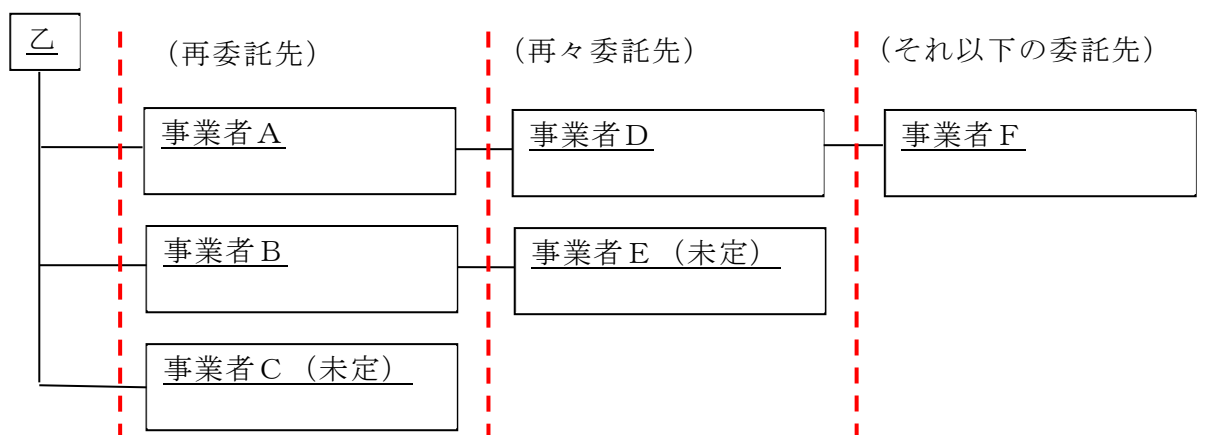 乙
(再委託先)
(再々委託先)
(それ以下の委託先)
事業者A
事業者D
事業者F
事業者B
事業者E (未定)
事業者C (未定)